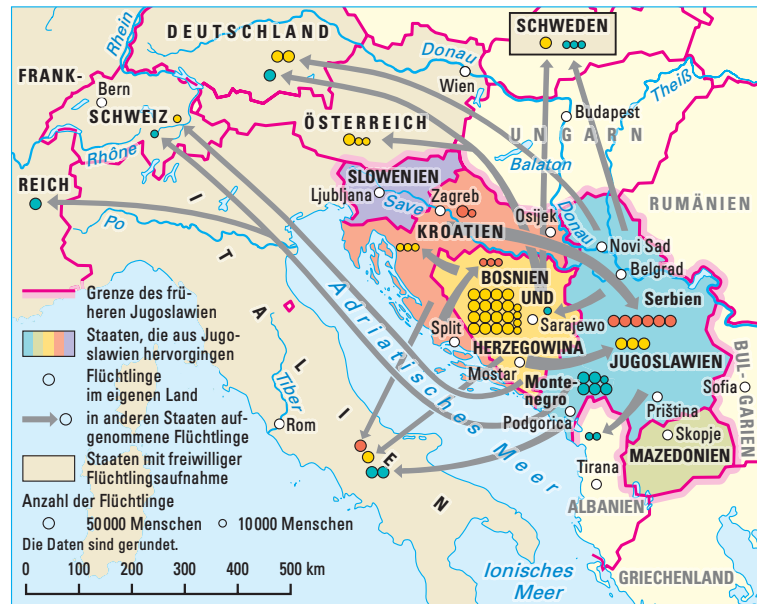 DEUTSCHLAND
SCHWEDEN
Rhein
Donau
Theiß
FRANK-
Bern
Wien
SCHWEIZ
Budapest
ÖSTERREICH
UNGARN
Rhône
Balaton
REICH
SLOWENIEN
Ljubljana
Zagreb
Save
RUMÄNIEN
Po
Osijek
Donau
KROATIEN
Novi Sad
Belgrad
BOSNIEN
UND
HERZEGOWINA
Serbien
Sarajewo
Split
JUGOSLAWIEN
Mostar
Monte-
negro
BUL-
GARIEN
Sofia
Priština
Podgorica
Skopje
MAZEDONIEN
Tirana
ALBANIEN
GRIECHENLAND
ITALIEN
Tiber
Rom
Adriatisches Meer
Ionisches
Meer
Grenze des frü-
heren Jugoslawien
Staaten, die aus Jugo-
slawien hervorgingen
Flüchtlinge
im eigenen Land
in anderen Staaten auf-
genommene Flüchtlinge
Staaten mit freiwilliger
Flüchtlingsaufnahme
Anzahl der Flüchtlinge
50 000 Menschen 10 000 Menschen
Die Daten sind gerundet.
0 100 200 300 400 500 km